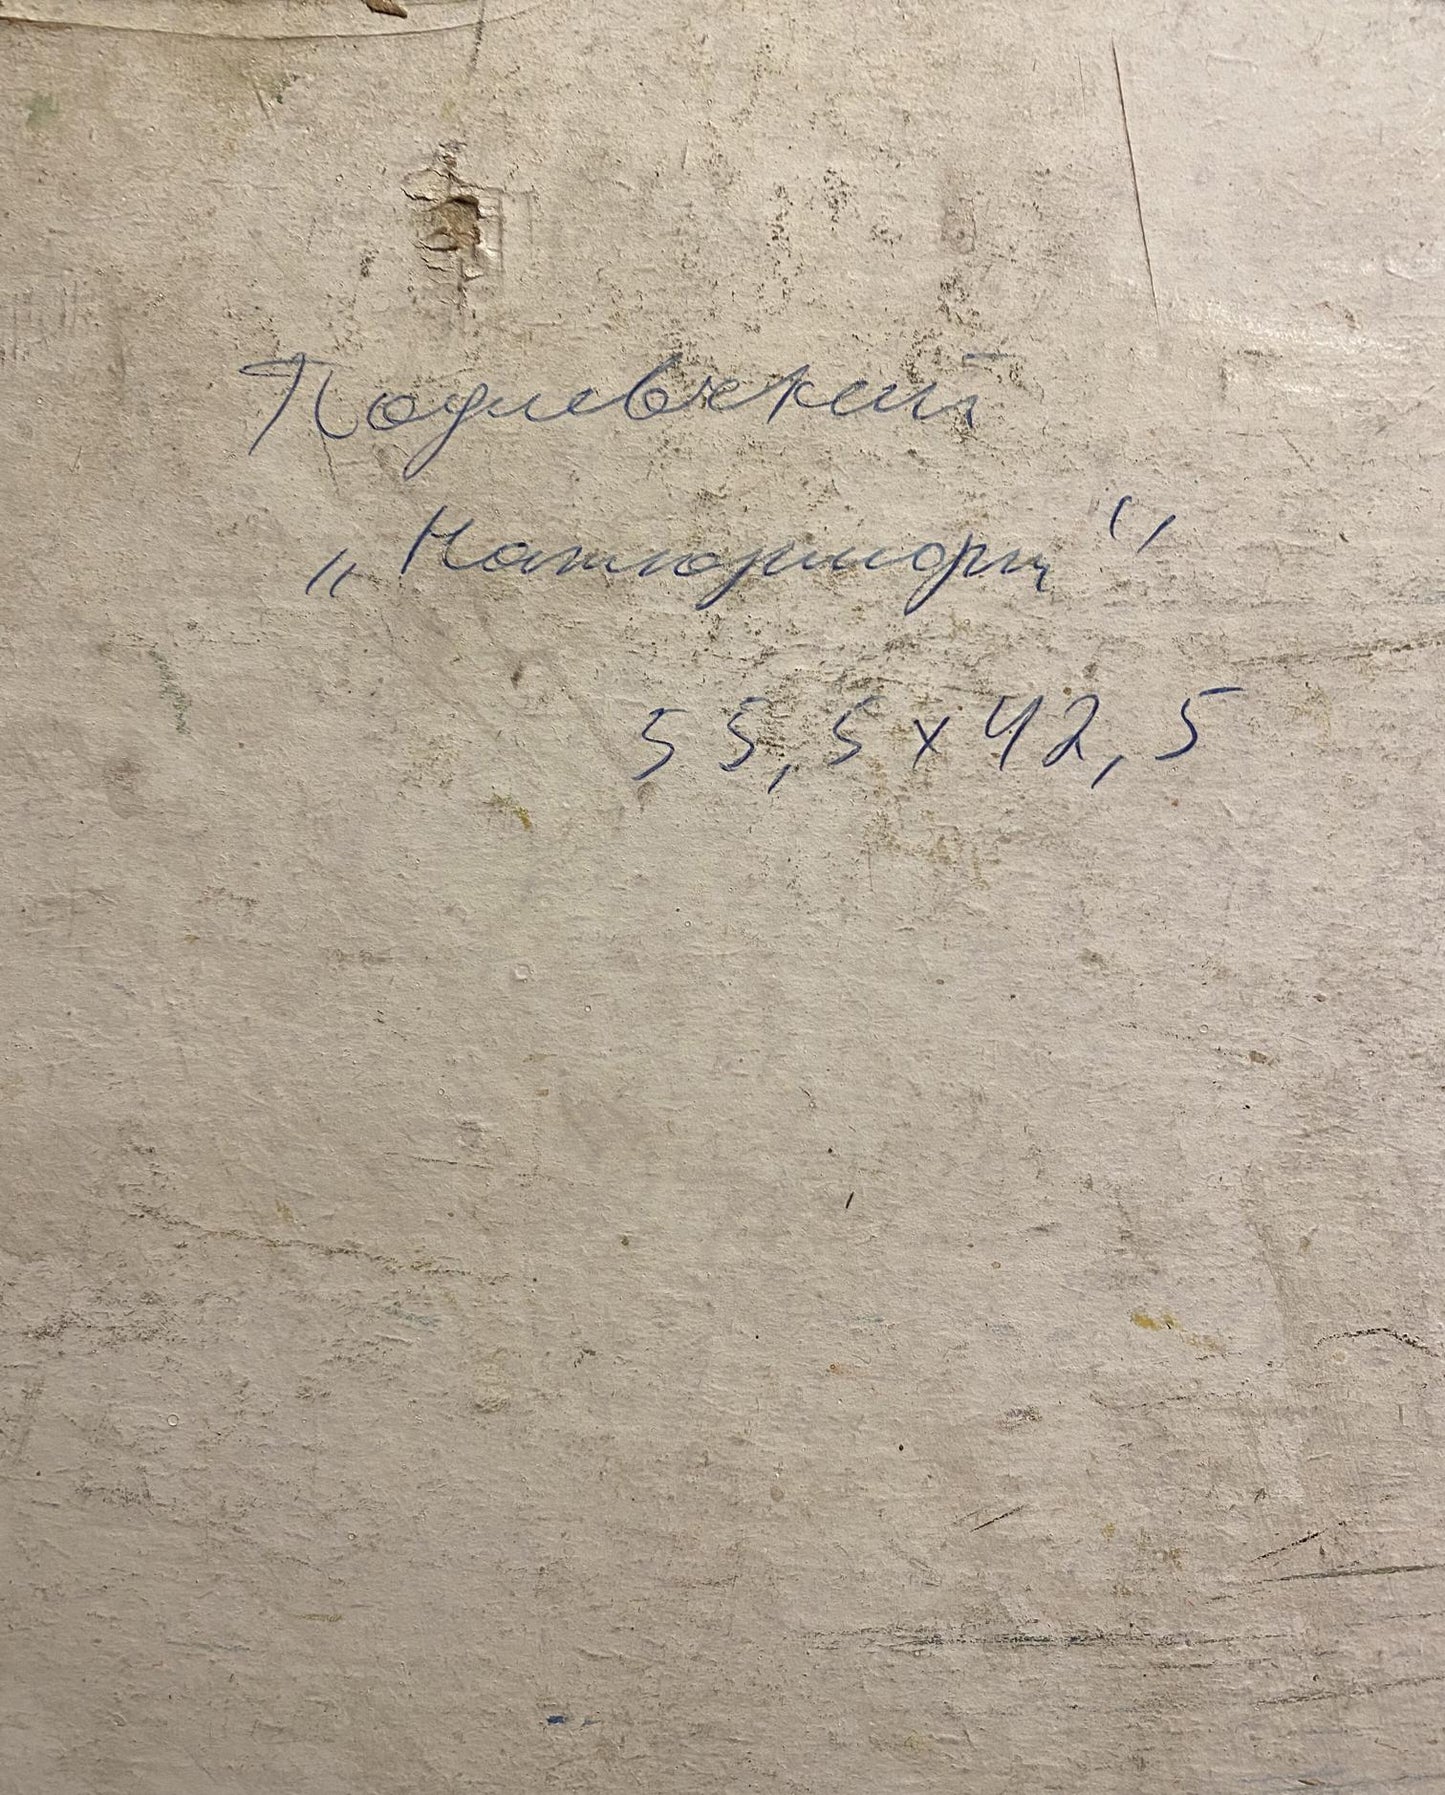 Подлевский
„Натюрморт“
55,5 x 42,5